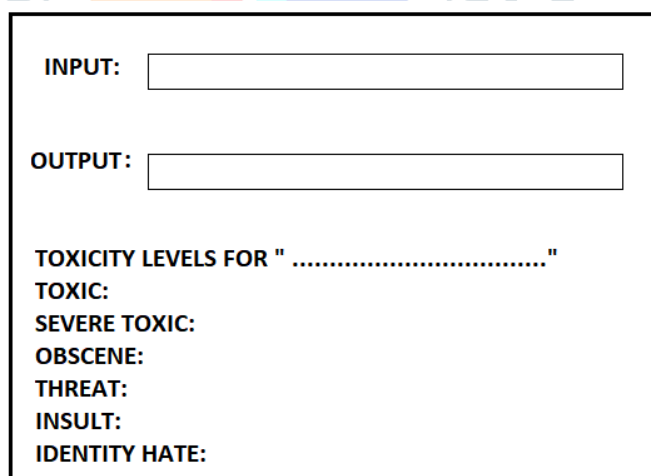 INPUT:
OUTPUT:
TOXICITY LEVELS FOR " .................................."
TOXIC:
SEVERE TOXIC:
OBSCENE:
THREAT:
INSULT:
IDENTITY HATE: